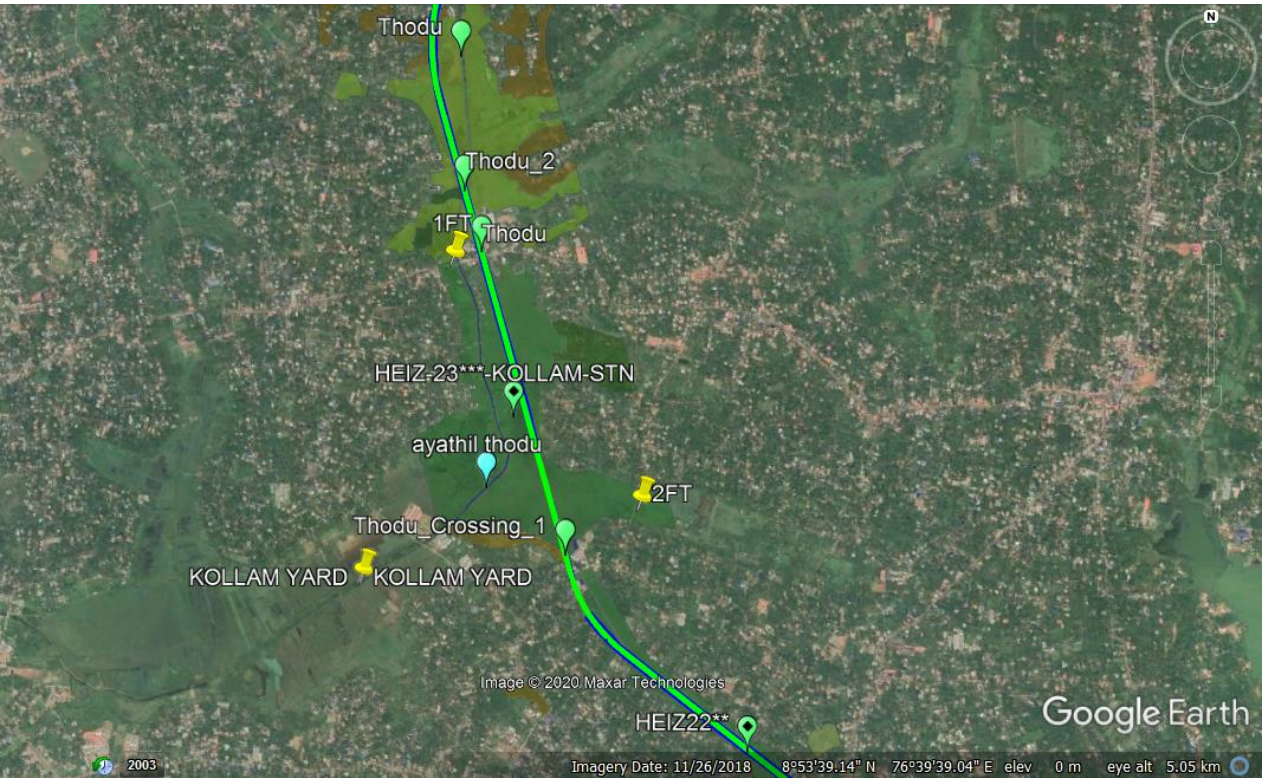 N
Thodu
Thodu_2
1FT
Thodu
HEIZ-23***-KOLLAM-STN
ayathil thodu
2FT
Thodu_Crossing_1
KOLLAM YARD
KOLLAM YARD
Image © 2020 Maxar Technologies
HEIZ22**
Google Earth
2003
Imagery Date: 11/26/2018 8°53'39.14" N 76°39'39.04" E elev 0 m eye alt 5.05 km